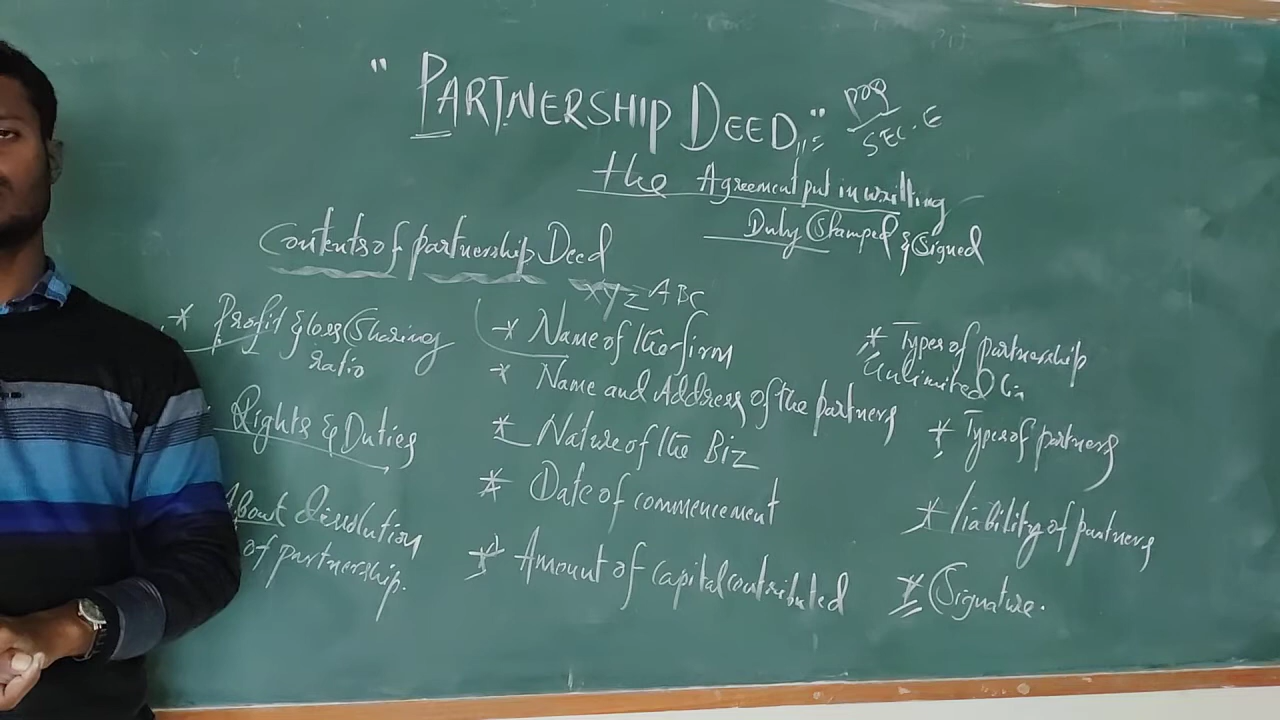 " PARTNERSHIP DEED "
SEC. E
the Agreement put in writing
Duly Stamped & Signed
Contents of partnership Deed
* Profit & loss Sharing
ratio
Rights & Duties
About dissolution
of partnership.
XYZ ABC
* Name of the firm
* Name and Address of the partners
* Nature of the Biz
* Date of commencement
* Amount of capital contributed
* Types of partnership
Unlimited
* Types of partners
* liability of partners
* Signature.